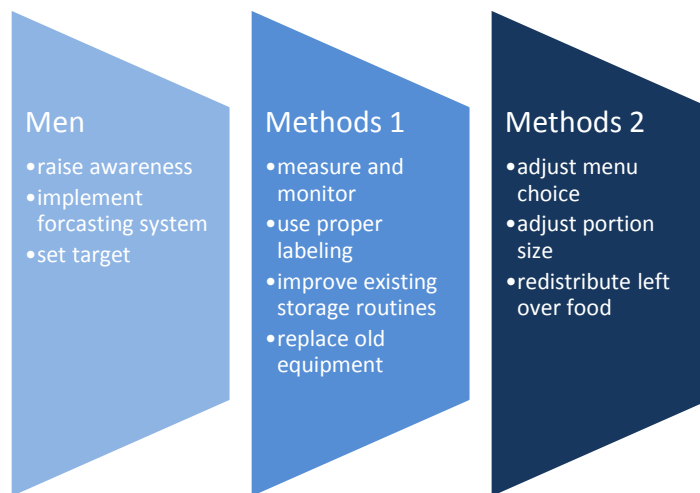 Men
•raise awareness
•implement
forcasting system
•set target
Methods 1
•measure and
monitor
•use proper
labeling
•improve existing
storage routines
•replace old
equipment
Methods 2
•adjust menu
choice
•adjust portion
size
•redistribute left
over food